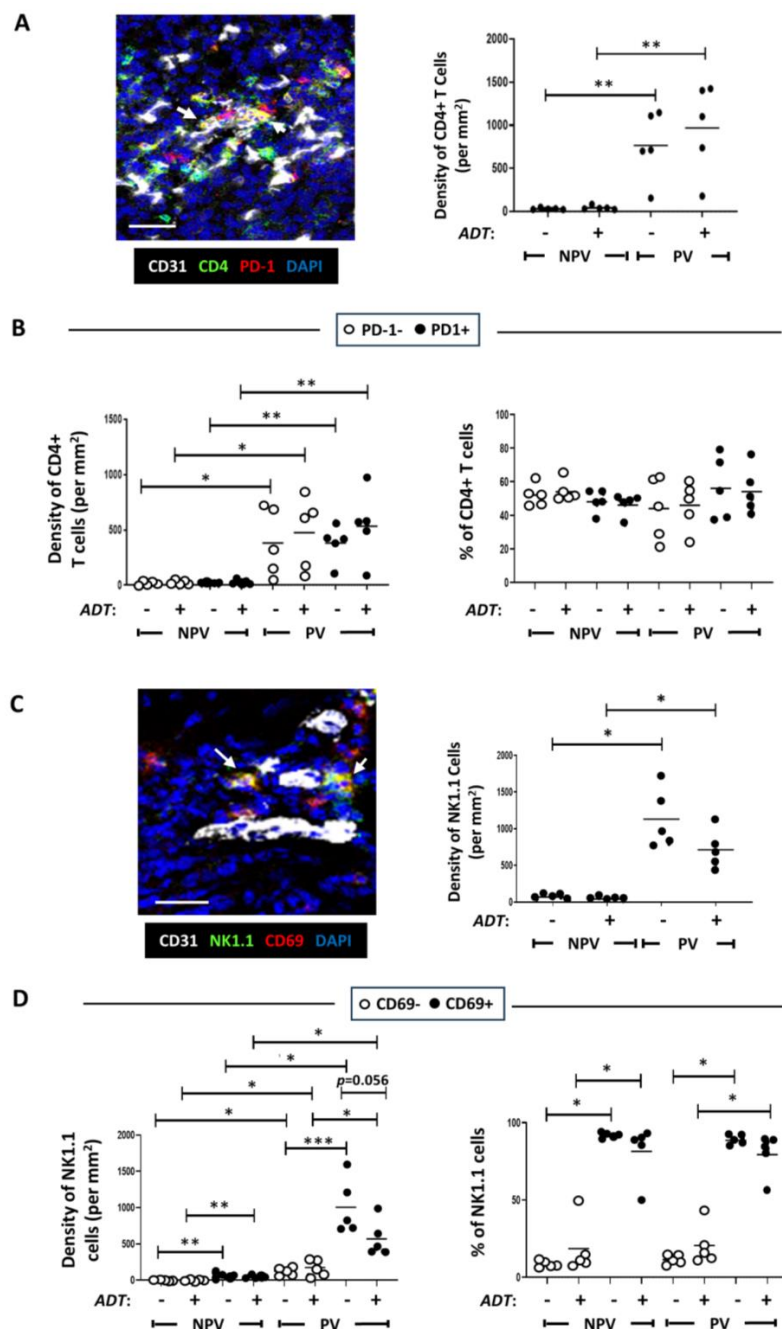 A
CD31 CD4 PD-1 DAPI
Density of CD4+ T Cells
(per mm²)
2000
1500
1000
500
0
**
**
ADT: - + - +
NPV PV
B
PD-1- PD1+
Density of CD4+
T cells (per mm²)
1500
1000
500
0
**
**
*
*
ADT: - + - + - + - +
NPV PV
% of CD4+ T cells
100
80
60
40
20
0
ADT: - + - + - + - +
NPV PV
C
CD31 NK1.1 CD69 DAPI
Density of NK1.1 Cells
(per mm²)
2000
1500
1000
500
0
*
*
ADT: - + - +
NPV PV
D
CD69- CD69+
Density of NK1.1
cells (per mm²)
2000
1500
1000
500
0
*
*
*
p=0.056
*
*
***
**
**
ADT: - + - + - + - +
NPV PV
% of NK1.1 cells
100
50
0
*
*
*
*
ADT: - + - + - + - +
NPV PV